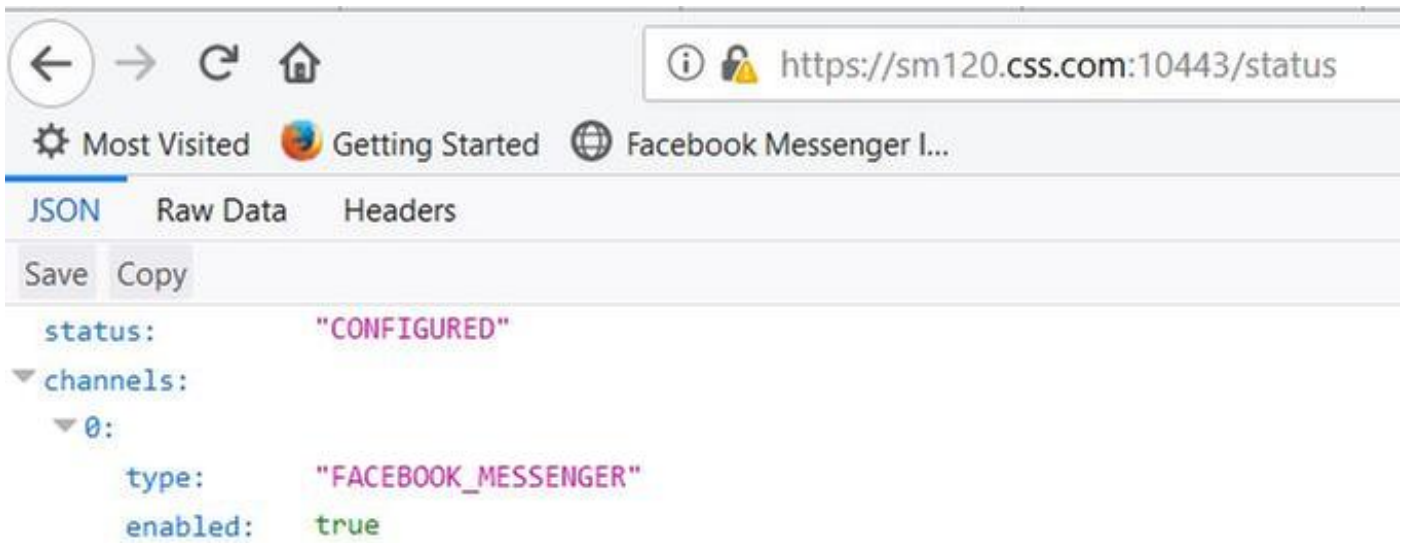 https://sm120.css.com:10443/status
Most Visited Getting Started Facebook Messenger I...
JSON Raw Data Headers
Save Copy
status: "CONFIGURED"
channels:
0:
type: "FACEBOOK_MESSENGER"
enabled: true